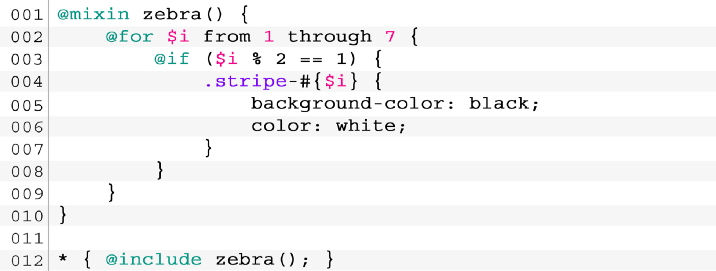 001 @mixin zebra() {
002     @for $i from 1 through 7 {
003         @if ($i % 2 == 1) {
004             .stripe-#{$i} {
005                 background-color: black;
006                 color: white;
007             }
008         }
009     }
010 }
011
012 * { @include zebra(); }